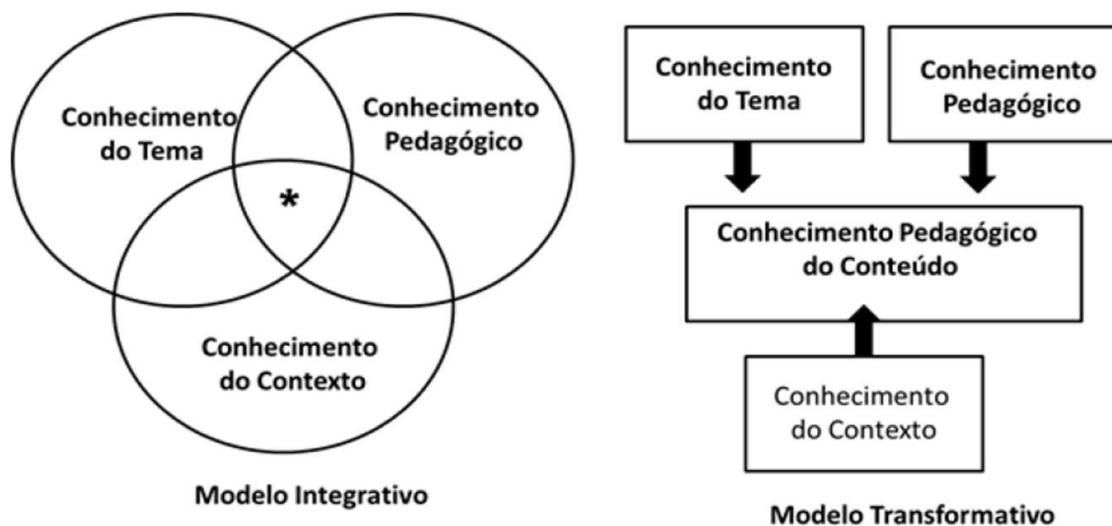 Conhecimento
do Tema
Conhecimento
Pedagógico
*
Conhecimento
do Contexto
Modelo Integrativo
Conhecimento
do Tema
Conhecimento
Pedagógico
Conhecimento Pedagógico
do Conteúdo
Conhecimento
do Contexto
Modelo Transformativo